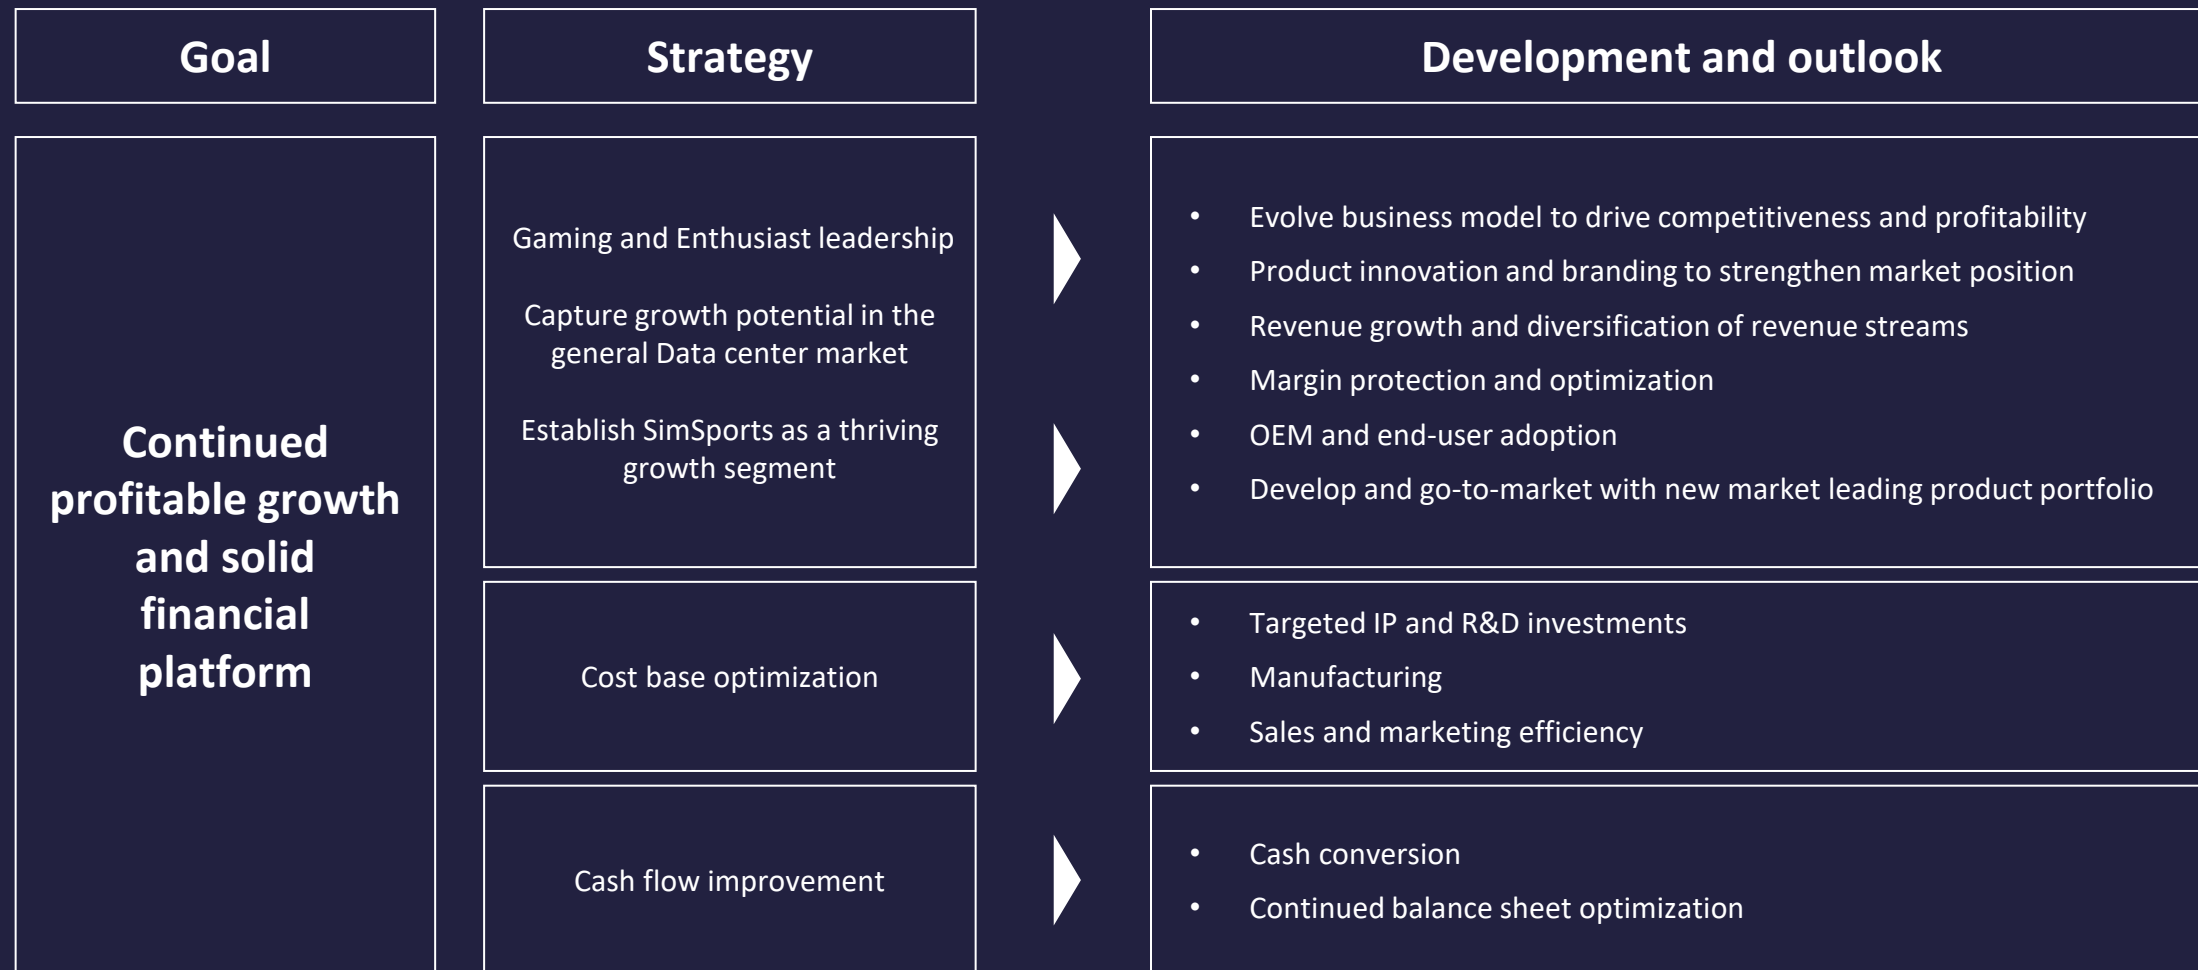 Goal
Strategy
Development and outlook
Continued
profitable growth
and solid
financial
platform
Gaming and Enthusiast leadership
Capture growth potential in the
general Data center market
Establish SimSports as a thriving
growth segment
• Evolve business model to drive competitiveness and profitability
• Product innovation and branding to strengthen market position
• Revenue growth and diversification of revenue streams
• Margin protection and optimization
• OEM and end-user adoption
• Develop and go-to-market with new market leading product portfolio
Cost base optimization
• Targeted IP and R&D investments
• Manufacturing
• Sales and marketing efficiency
Cash flow improvement
• Cash conversion
• Continued balance sheet optimization